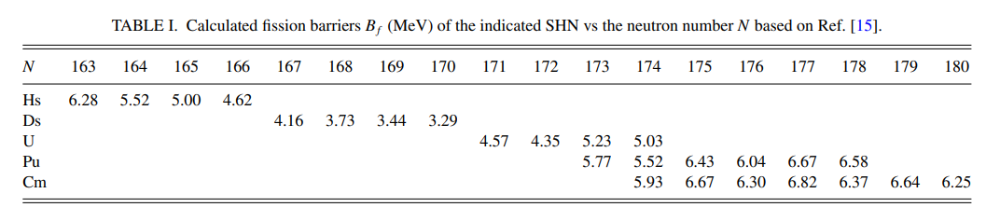 TABLE I. Calculated fission barriers Bf (MeV) of the indicated SHN vs the neutron number N based on Ref. [15].
N 163 164 165 166 167 168 169 170 171 172 173 174 175 176 177 178 179 180
Hs 6.28 5.52 5.00 4.62
Ds 4.16 3.73 3.44 3.29
U 4.57 4.35 5.23 5.03
Pu 5.77 5.52 6.43 6.04 6.67 6.58
Cm 5.93 6.67 6.30 6.82 6.37 6.64 6.25